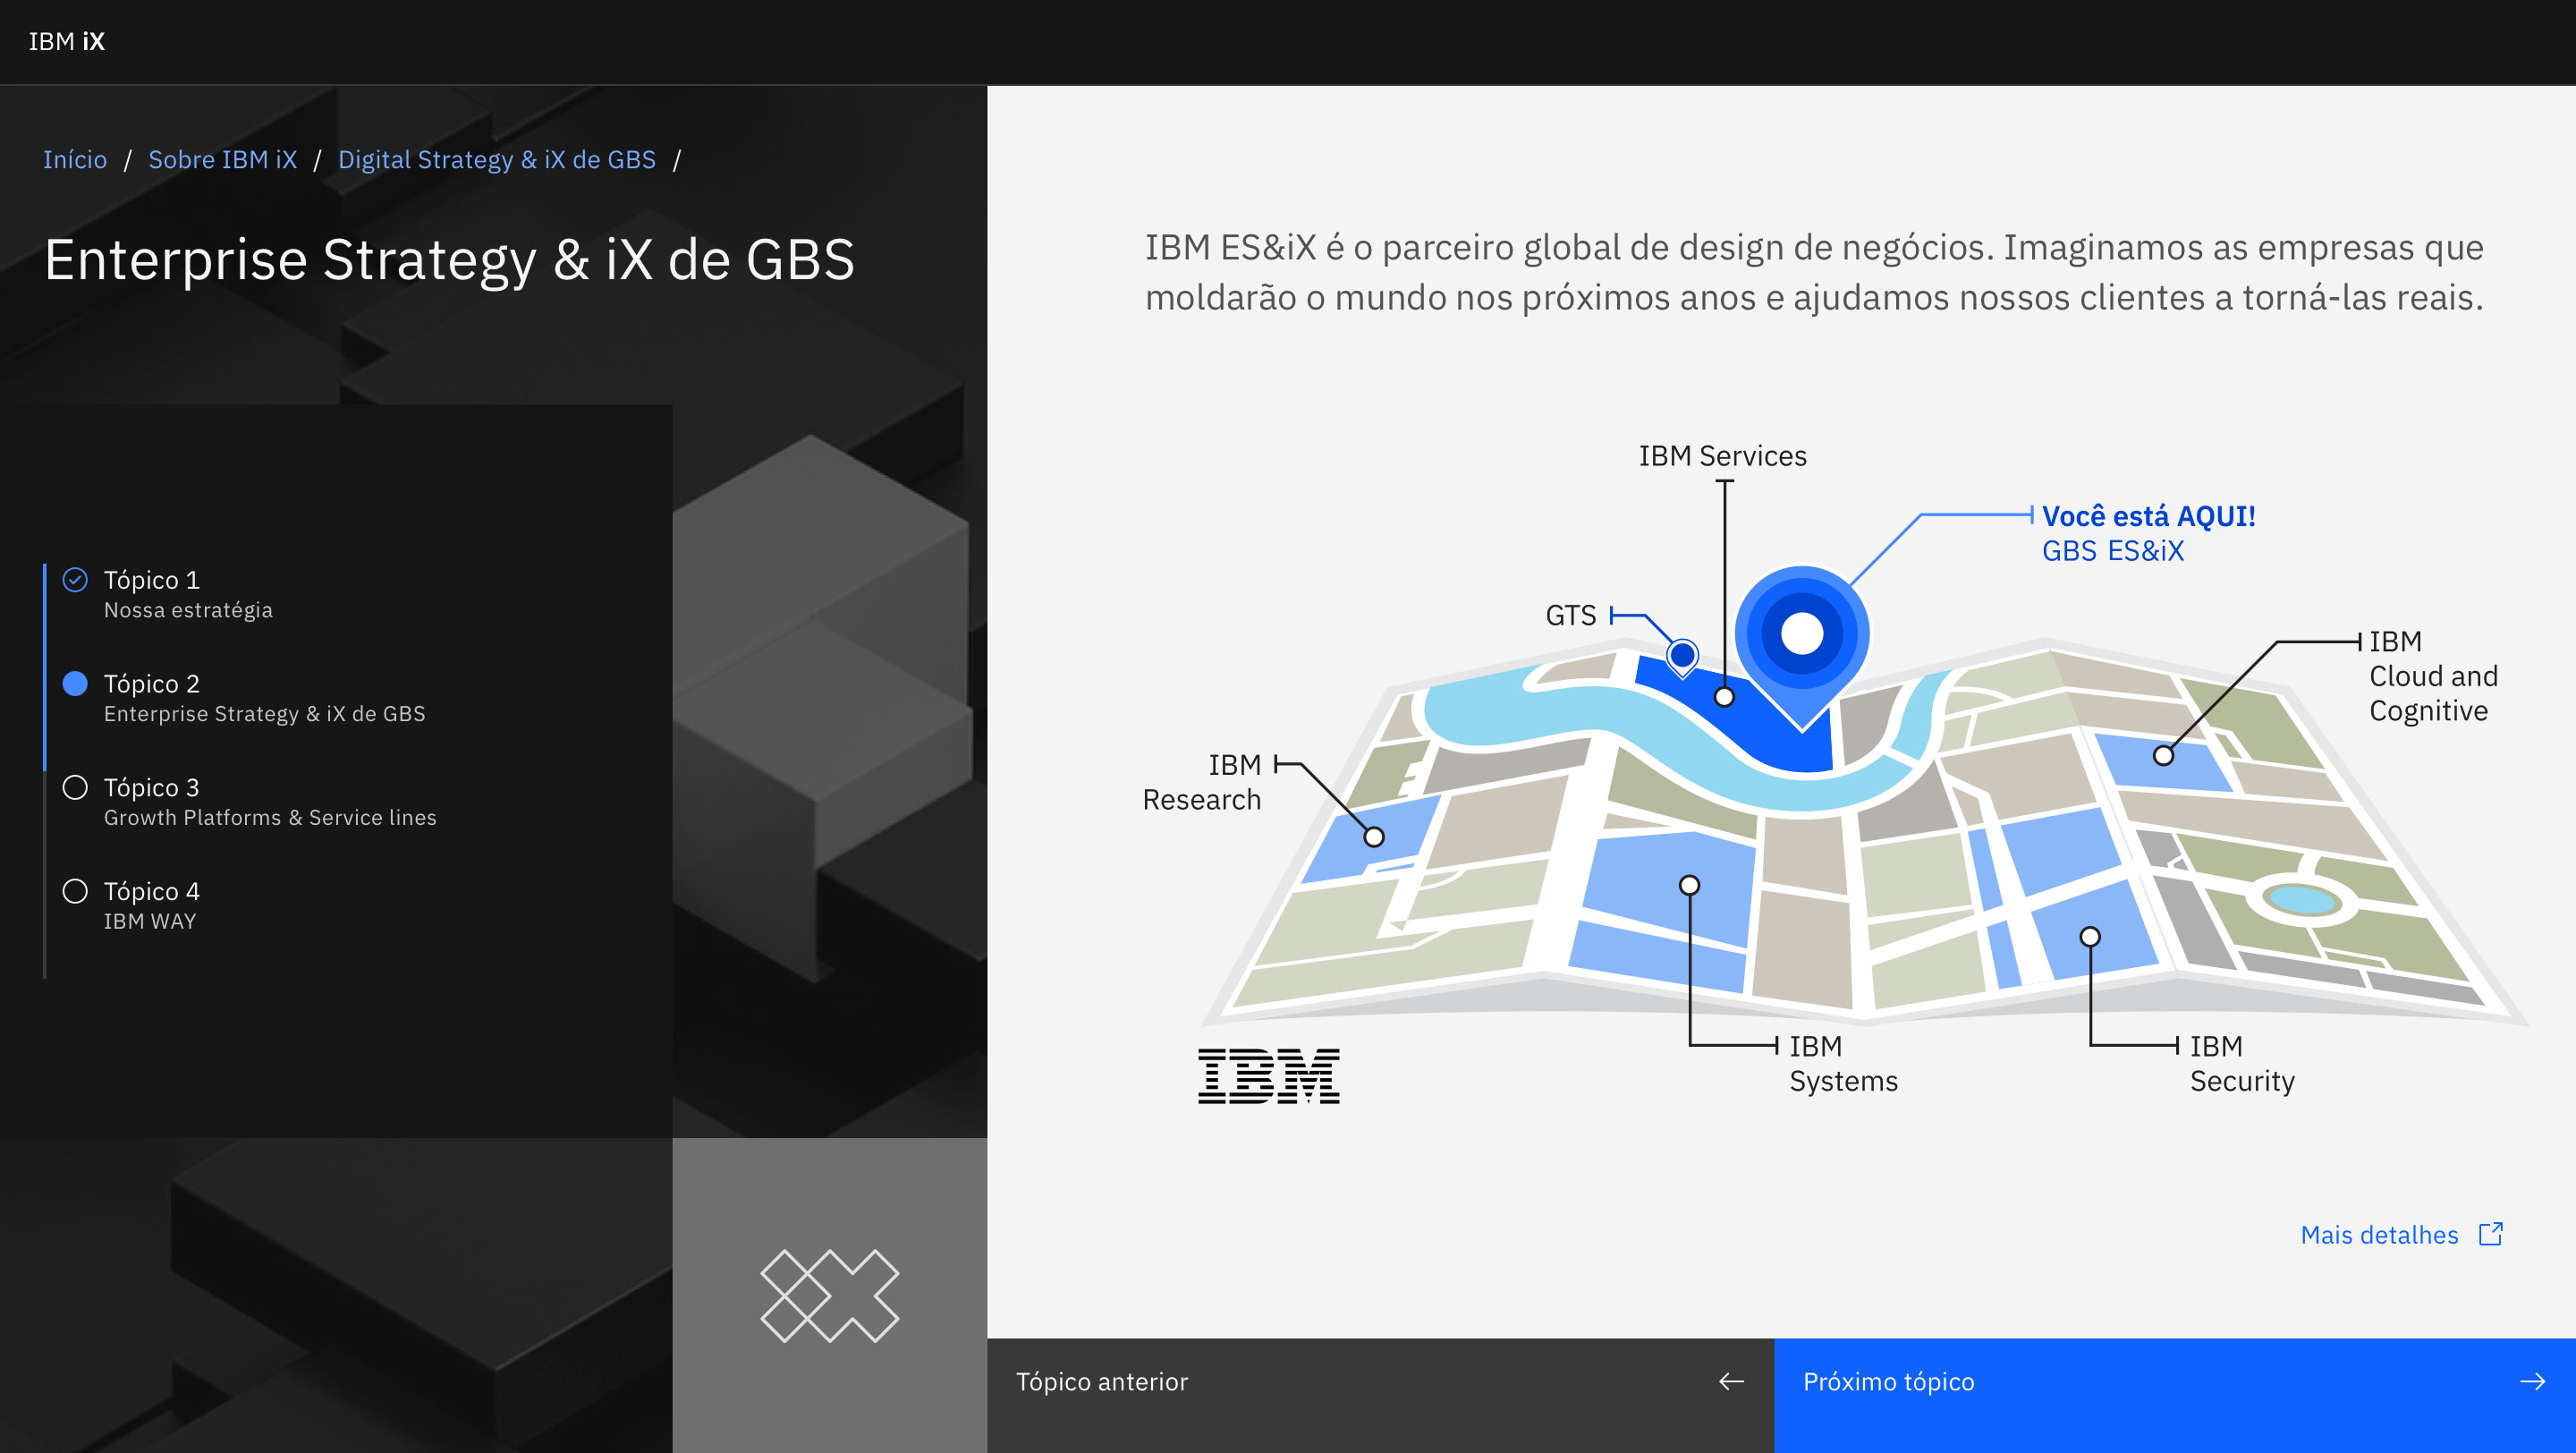 IBM iX
Início / Sobre IBM iX / Digital Strategy & iX de GBS /
Enterprise Strategy & iX de GBS
Tópico 1
Nossa estratégia
Tópico 2
Enterprise Strategy & iX de GBS
Tópico 3
Growth Platforms & Service lines
Tópico 4
IBM WAY
IBM ES&iX é o parceiro global de design de negócios. Imaginamos as empresas que
moldarão o mundo nos próximos anos e ajudamos nossos clientes a torná-las reais.
IBM Services
Você está AQUI!
GBS ES&iX
GTS
IBM
Cloud and
Cognitive
IBM
Research
IBM
Systems
IBM
Security
IBM
Mais detalhes
Tópico anterior
Próximo tópico